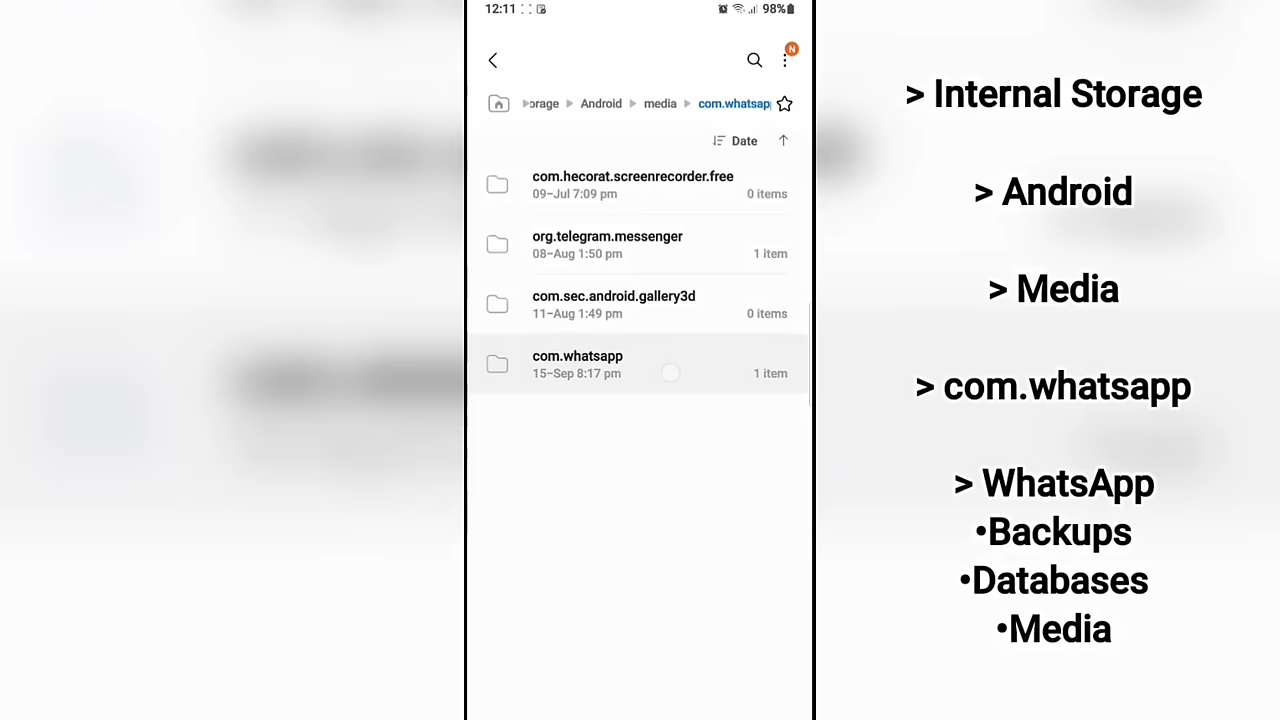 12:11
98%
N
orage
Android
media
com.whatsap
Date
com.hecorat.screenrecorder.free
09-Jul 7:09 pm
0 items
org.telegram.messenger
08-Aug 1:50 pm
1 item
com.sec.android.gallery3d
11-Aug 1:49 pm
0 items
com.whatsapp
15-Sep 8:17 pm
1 item
> Internal Storage
> Android
> Media
> com.whatsapp
> WhatsApp
•Backups
•Databases
•Media